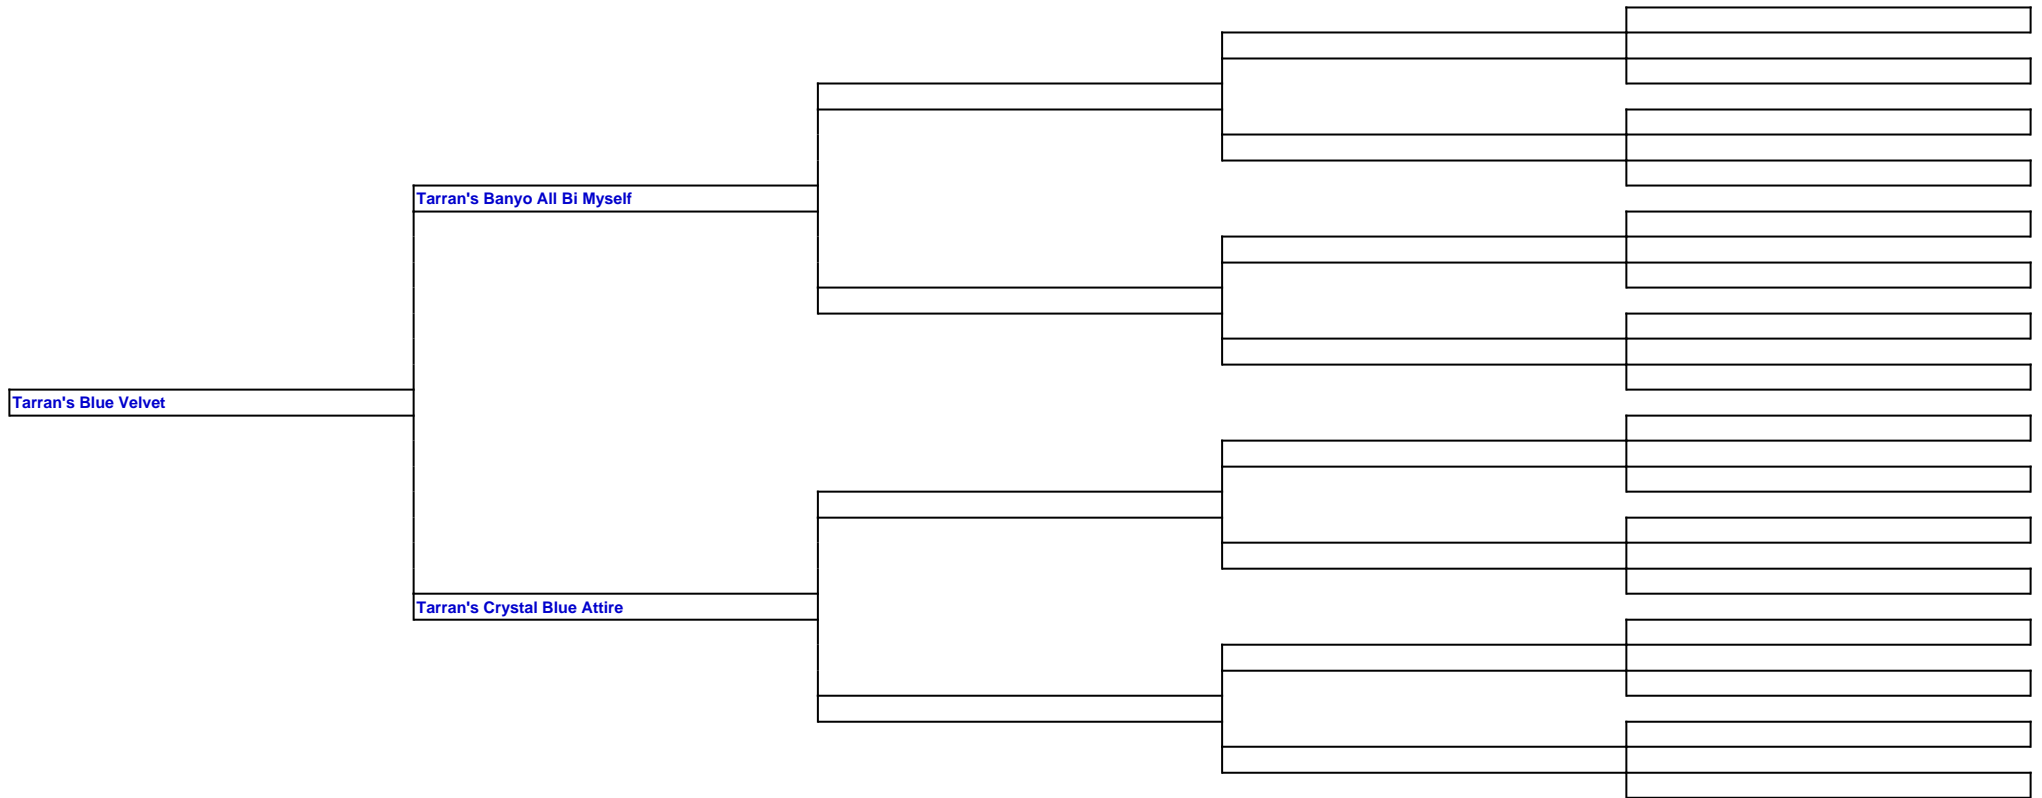 Tarran's Banyo All Bi Myself
Tarran's Blue Velvet
Tarran's Crystal Blue Attire